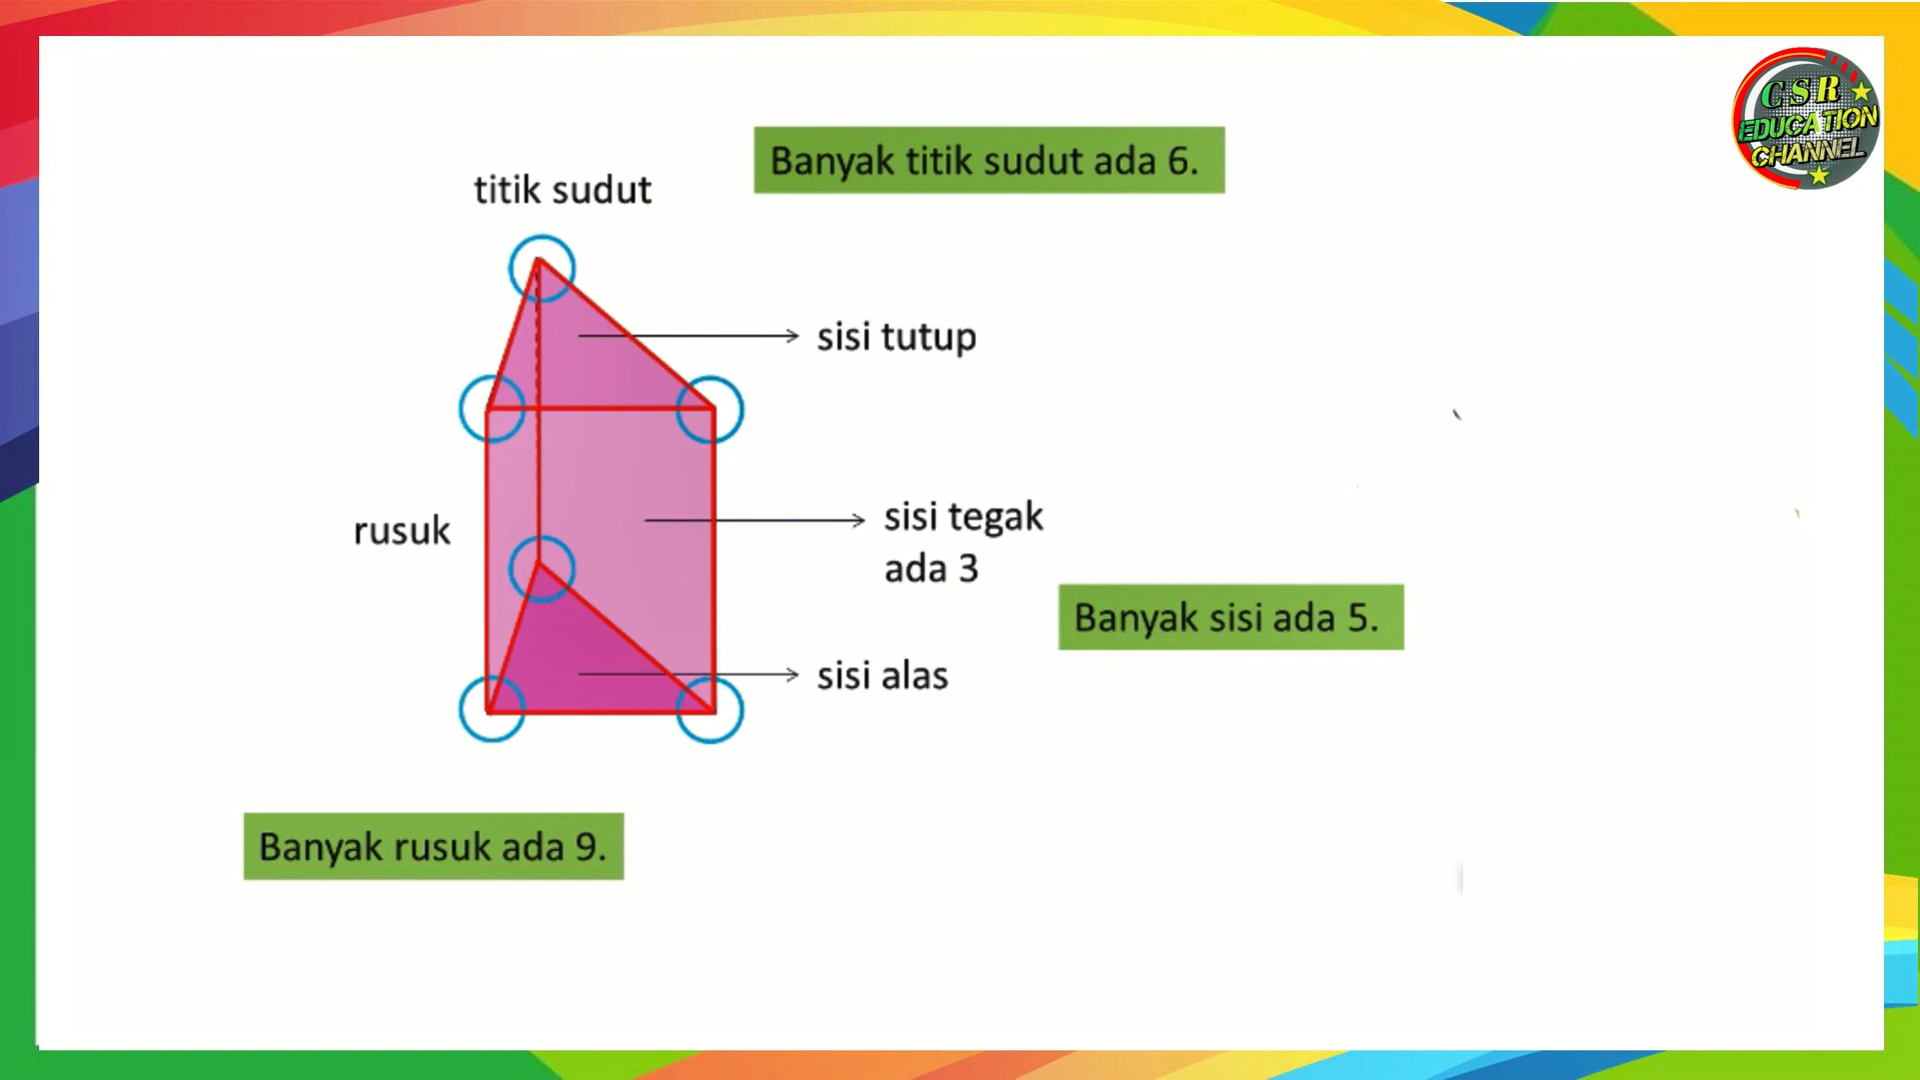 CSR
EDUCATION
CHANNEL
Banyak titik sudut ada 6.
titik sudut
sisi tutup
rusuk
sisi tegak
ada 3
Banyak sisi ada 5.
sisi alas
Banyak rusuk ada 9.